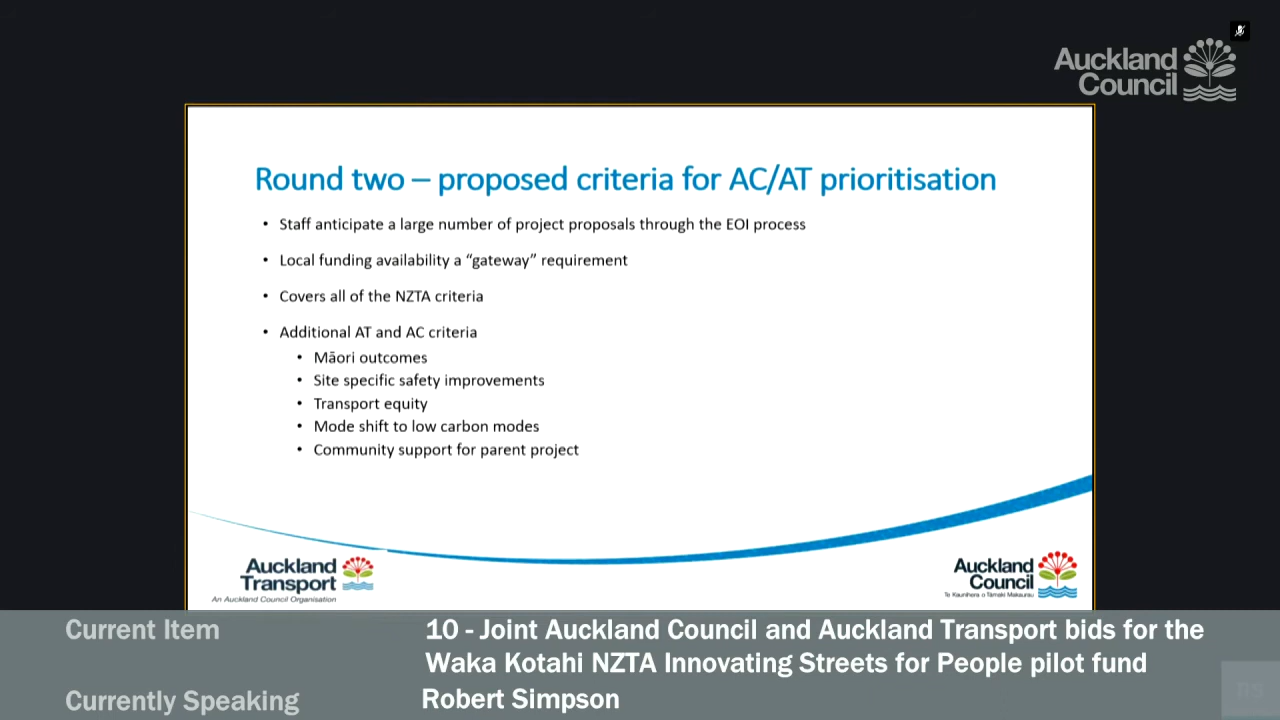 Auckland
Council
Round two – proposed criteria for AC/AT prioritisation
• Staff anticipate a large number of project proposals through the EOI process
• Local funding availability a “gateway” requirement
• Covers all of the NZTA criteria
• Additional AT and AC criteria
• Māori outcomes
• Site specific safety improvements
• Transport equity
• Mode shift to low carbon modes
• Community support for parent project
Auckland
Transport
An Auckland Council Organisation
Auckland
Council
Te Kaunihera o Tāmaki Makaurau
Current Item
10 - Joint Auckland Council and Auckland Transport bids for the
Waka Kotahi NZTA Innovating Streets for People pilot fund
Currently Speaking
Robert Simpson